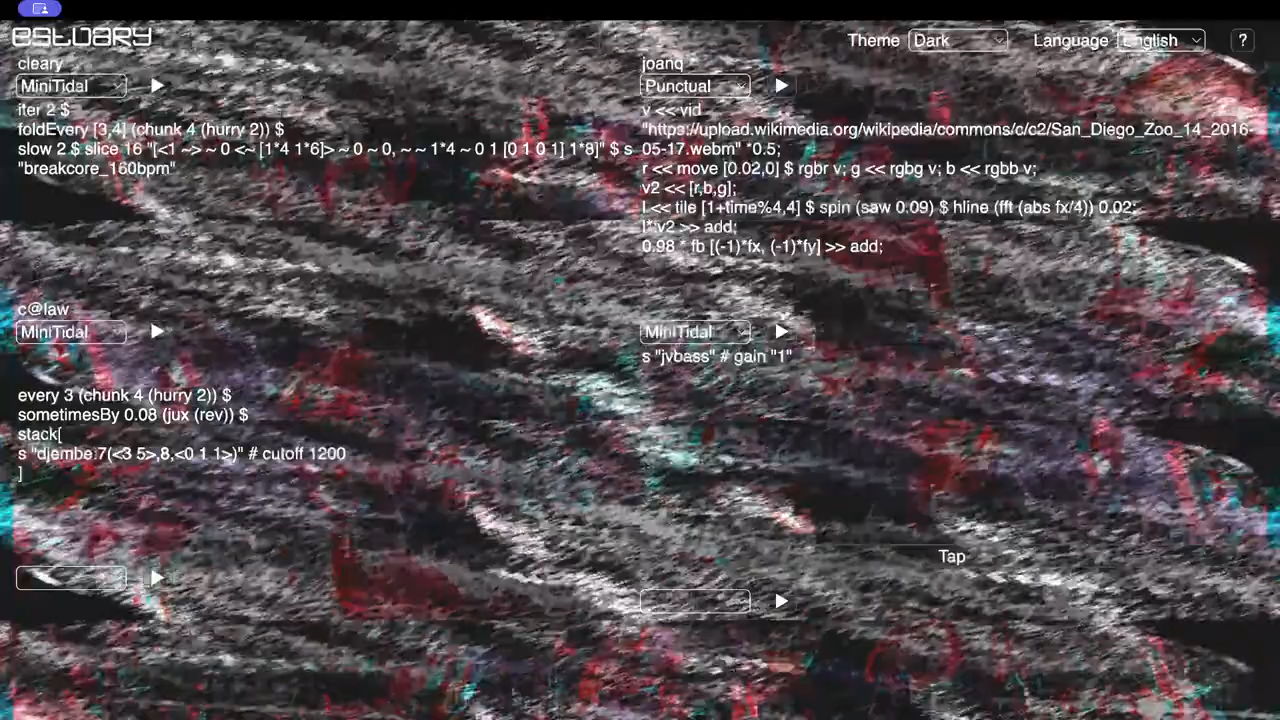 estuary
Theme Dark Language English ?
cleary
MiniTidal
iter 2 $
foldEvery [3,4] (chunk 4 (hurry 2)) $
slow 2 $ slice 16 "[<1 ~> ~ 0 <~ [1*4 1*6]> ~ 0 ~ 0, ~ ~ 1*4 ~ 0 1 [0 1 0 1] 1*8]" $ s
"breakcore_160bpm"
joanq
Punctual
v << vid
"https://upload.wikimedia.org/wikipedia/commons/c/c2/San_Diego_Zoo_14_2016-
05-17.webm" *0.5;
r << move [0.02,0] $ rgbr v; g << rgbg v; b << rgbb v;
v2 << [r,b,g];
l << tile [1+time%4,4] $ spin (saw 0.09) $ hline (fft (abs fx/4)) 0.02;
l*v2 >> add;
0.98 * fb [(-1)*fx, (-1)*fy] >> add;
c@law
MiniTidal
every 3 (chunk 4 (hurry 2)) $
sometimesBy 0.08 (jux (rev)) $
stack[
s "djembe:7(<3 5>,8,<0 1 1>)" # cutoff 1200
]
MiniTidal
s "jvbass" # gain "1"
Tap